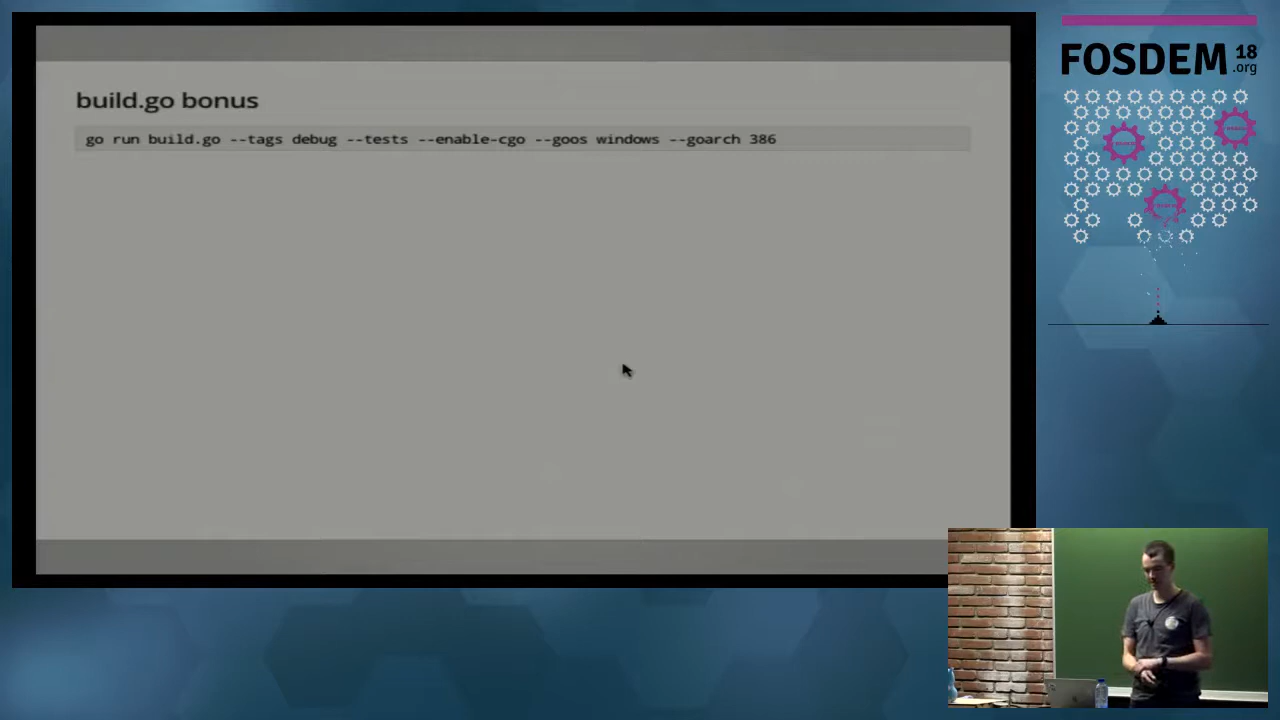 build.go bonus
go run build.go --tags debug --tests --enable-cgo --goos windows --goarch 386
FOSDEM 18
.org